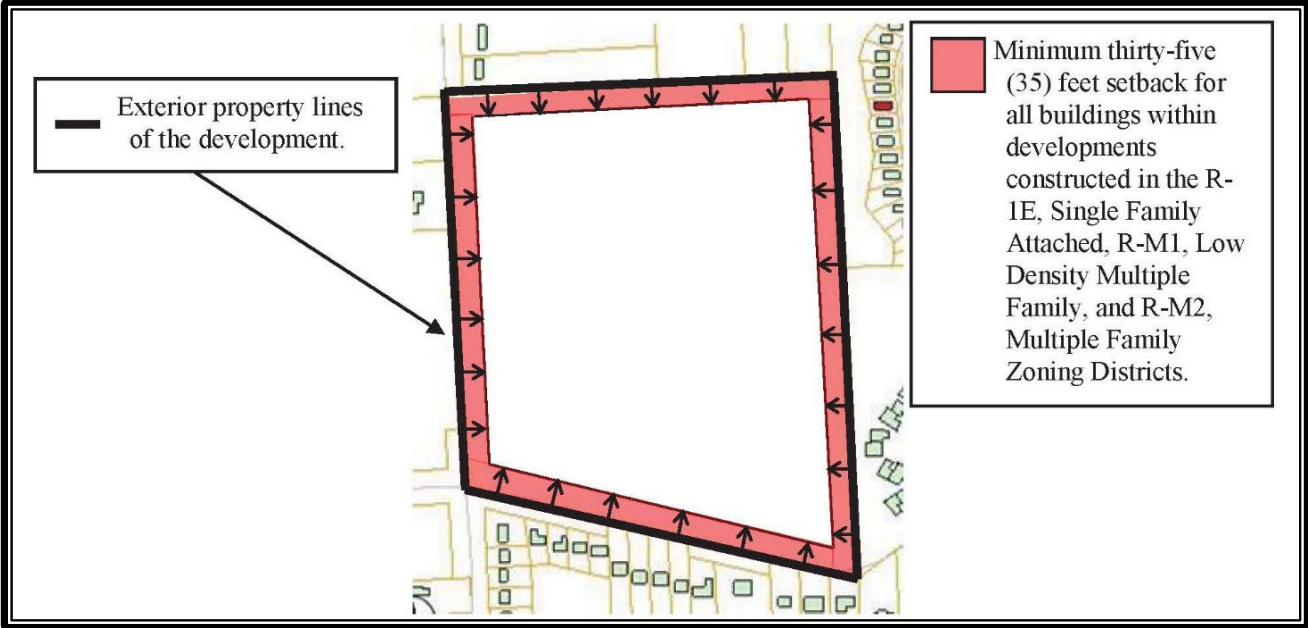 Exterior property lines
of the development.
Minimum thirty-five
(35) feet setback for
all buildings within
developments
constructed in the R-
1E, Single Family
Attached, R-M1, Low
Density Multiple
Family, and R-M2,
Multiple Family
Zoning Districts.